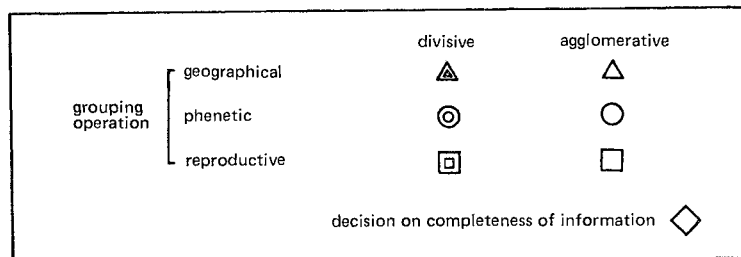 divisive agglomerative
geographical
grouping operation
phenetic
reproductive
decision on completeness of information